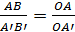 AB/A′B′ = OA/OA′